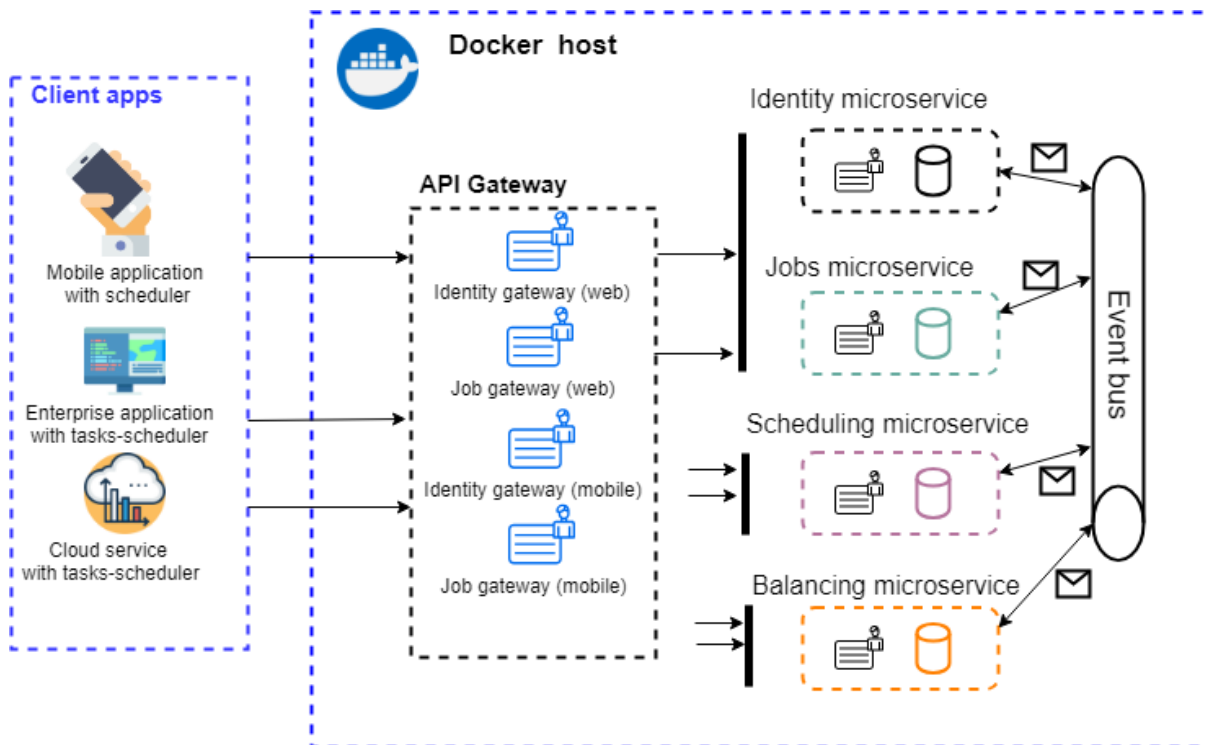 Docker host
Client apps
Mobile application
with scheduler
Enterprise application
with tasks-scheduler
Cloud service
with tasks-scheduler
API Gateway
Identity gateway (web)
Job gateway (web)
Identity gateway (mobile)
Job gateway (mobile)
Identity microservice
Jobs microservice
Scheduling microservice
Balancing microservice
Event bus